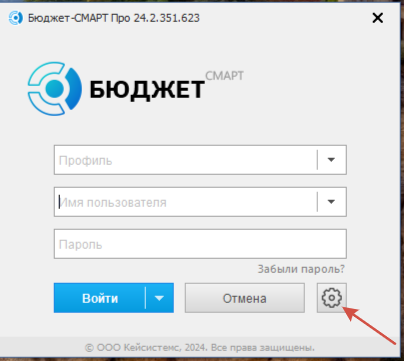 Бюджет-СМАРТ Про 24.2.351.623
БЮДЖЕТ СМАРТ
Профиль
Имя пользователя
Пароль
Забыли пароль?
Войти
Отмена
© ООО Кейсистемс, 2024. Все права защищены.